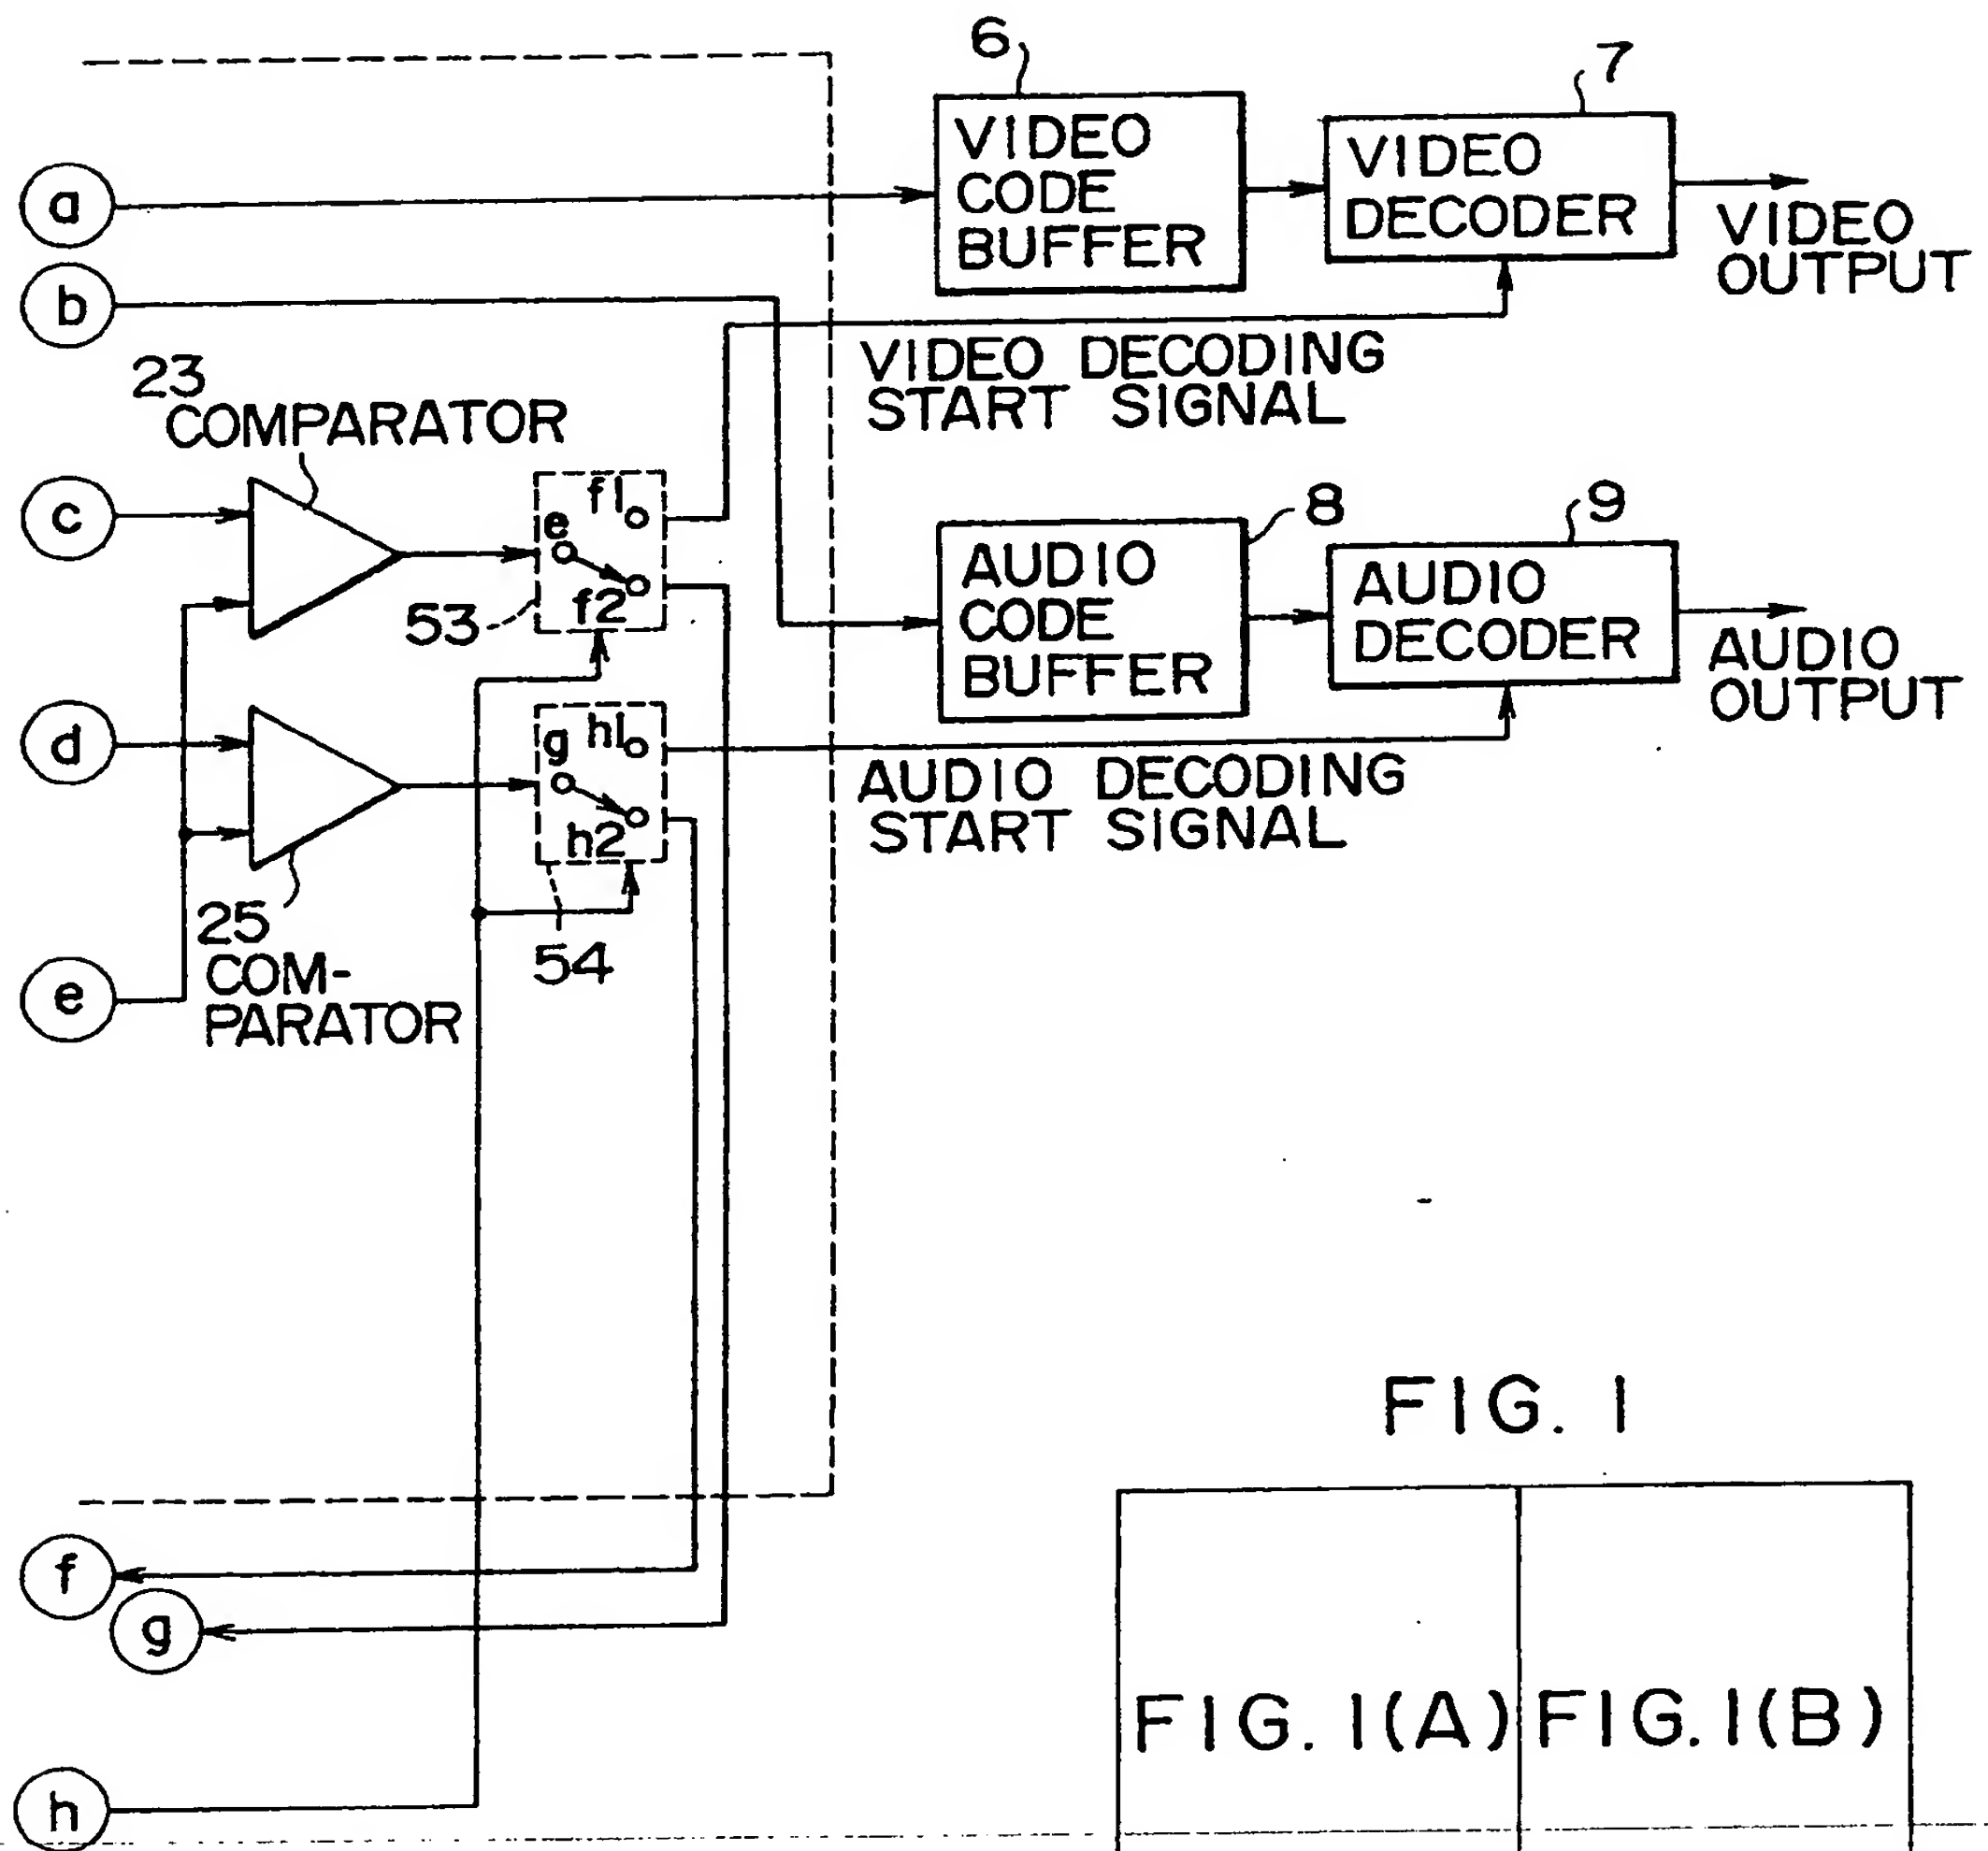 6
7
VIDEO
CODE
BUFFER
VIDEO
DECODER
VIDEO
OUTPUT
a
b
VIDEO DECODING
START SIGNAL
23
COMPARATOR
c
e
f1
f2
53
8
9
AUDIO
CODE
BUFFER
AUDIO
DECODER
AUDIO
OUTPUT
d
g
h1
h2
AUDIO DECODING
START SIGNAL
25
COM-
PARATOR
54
e
f
g
h
FIG. 1
FIG. 1(A)
FIG. 1(B)